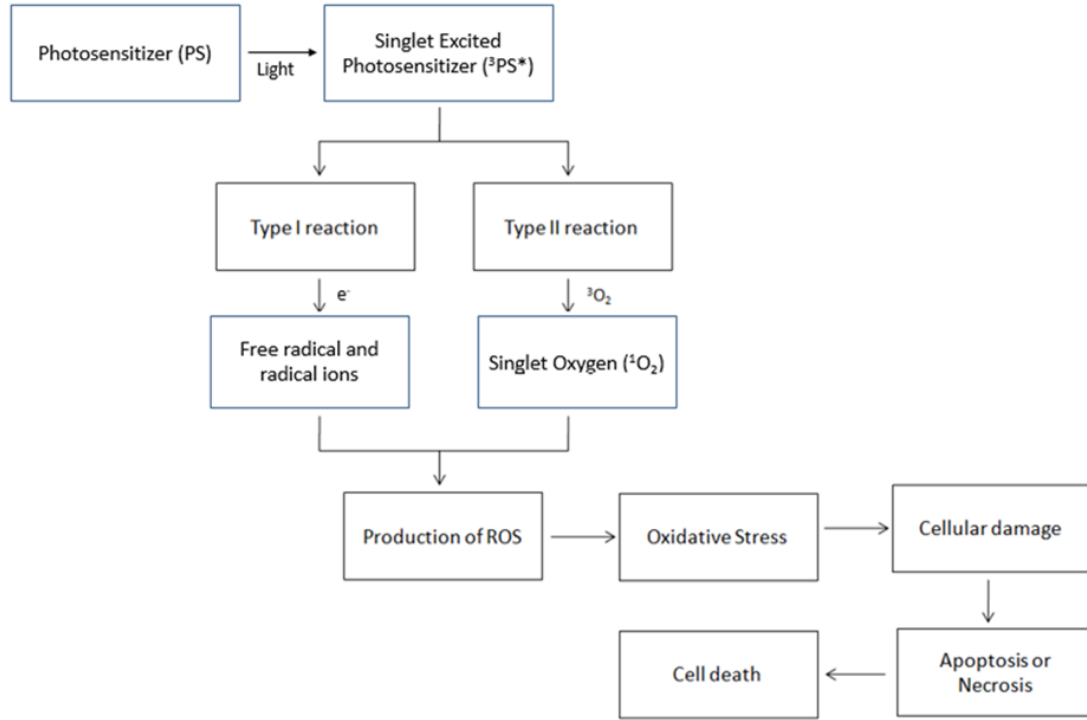 Photosensitizer (PS)
Light
Singlet Excited
Photosensitizer (³PS*)
Type I reaction
Type II reaction
e⁻
³O₂
Free radical and
radical ions
Singlet Oxygen (¹O₂)
Production of ROS
Oxidative Stress
Cellular damage
Apoptosis or
Necrosis
Cell death